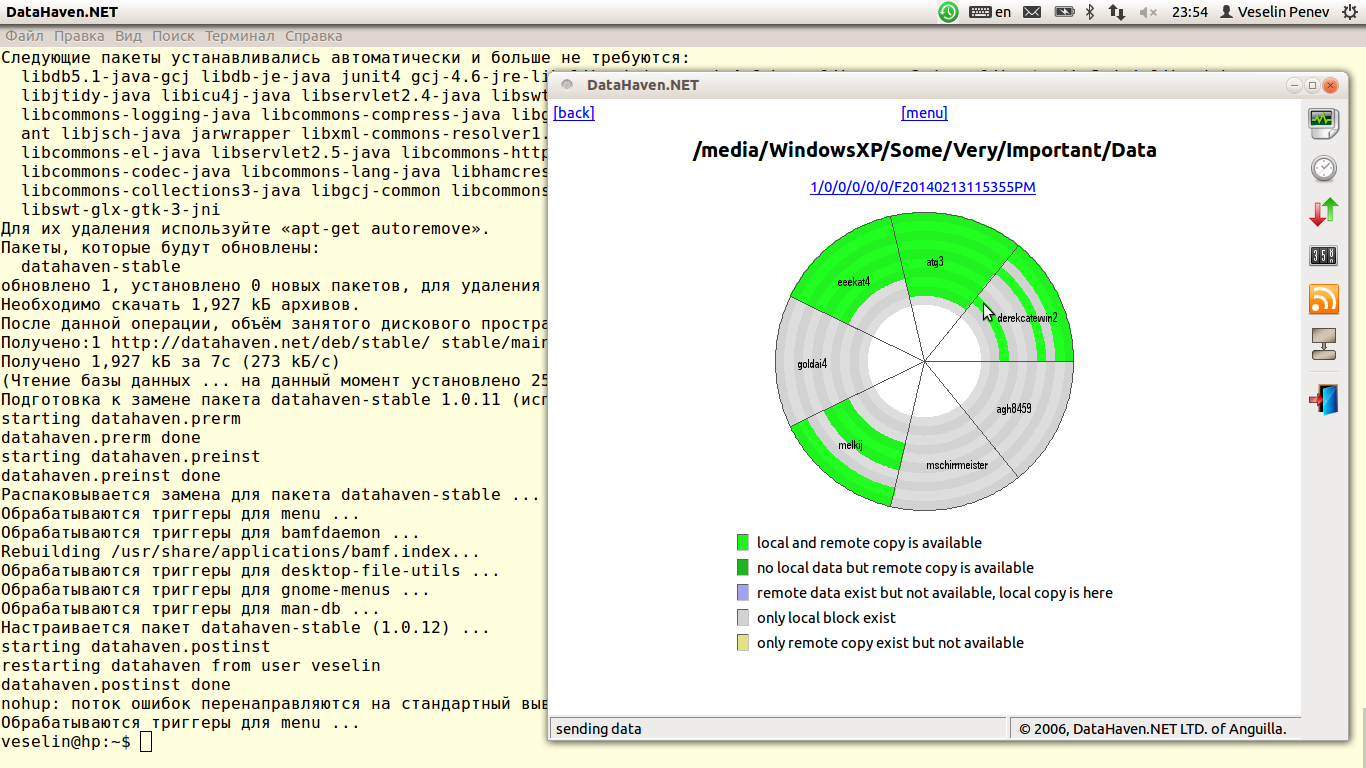 DataHaven.NET
en
23:54
Veselin Penev
Файл Правка Вид Поиск Терминал Справка
Следующие пакеты устанавливались автоматически и больше не требуются:
libdb5.1-java-gcj libdb-je-java junit4 gcj-4.6-jre-li
libjtidy-java libicu4j-java libservlet2.4-java libswt
libcommons-logging-java libcommons-compress-java libg
ant libjsch-java jarwrapper libxml-commons-resolver1.
libcommons-el-java libservlet2.5-java libcommons-http
libcommons-codec-java libcommons-lang-java libhamcres
libcommons-collections3-java libgcj-common libcommons
libswt-glx-gtk-3-jni
Для их удаления используйте «apt-get autoremove».
Пакеты, которые будут обновлены:
datahaven-stable
обновлено 1, установлено 0 новых пакетов, для удаления
Необходимо скачать 1,927 kБ архивов.
После данной операции, объём занятого дискового простра
Получено:1 http://datahaven.net/deb/stable/ stable/main
Получено 1,927 kБ за 7с (273 kБ/c)
(Чтение базы данных ... на данный момент установлено 25
Подготовка к замене пакета datahaven-stable 1.0.11 (исп
starting datahaven.prerm
datahaven.prerm done
starting datahaven.preinst
datahaven.preinst done
Распаковывается замена для пакета datahaven-stable ...
Обрабатываются триггеры для menu ...
Обрабатываются триггеры для bamfdaemon ...
Rebuilding /usr/share/applications/bamf.index...
Обрабатываются триггеры для desktop-file-utils ...
Обрабатываются триггеры для gnome-menus ...
Обрабатываются триггеры для man-db ...
Настраивается пакет datahaven-stable (1.0.12) ...
starting datahaven.postinst
restarting datahaven from user veselin
datahaven.postinst done
nohup: поток ошибок перенаправляются на стандартный выв
Обрабатываются триггеры для menu ...
veselin@hp:~$
DataHaven.NET
[back]
[menu]
/media/WindowsXP/Some/Very/Important/Data
1/0/0/0/0/0/F20140213115355PM
atg3
eeekat4
derekcatewin2
goldai4
agh8459
melkij
mschirrmeister
local and remote copy is available
no local data but remote copy is available
remote data exist but not available, local copy is here
only local block exist
only remote copy exist but not available
sending data
© 2006, DataHaven.NET LTD. of Anguilla.